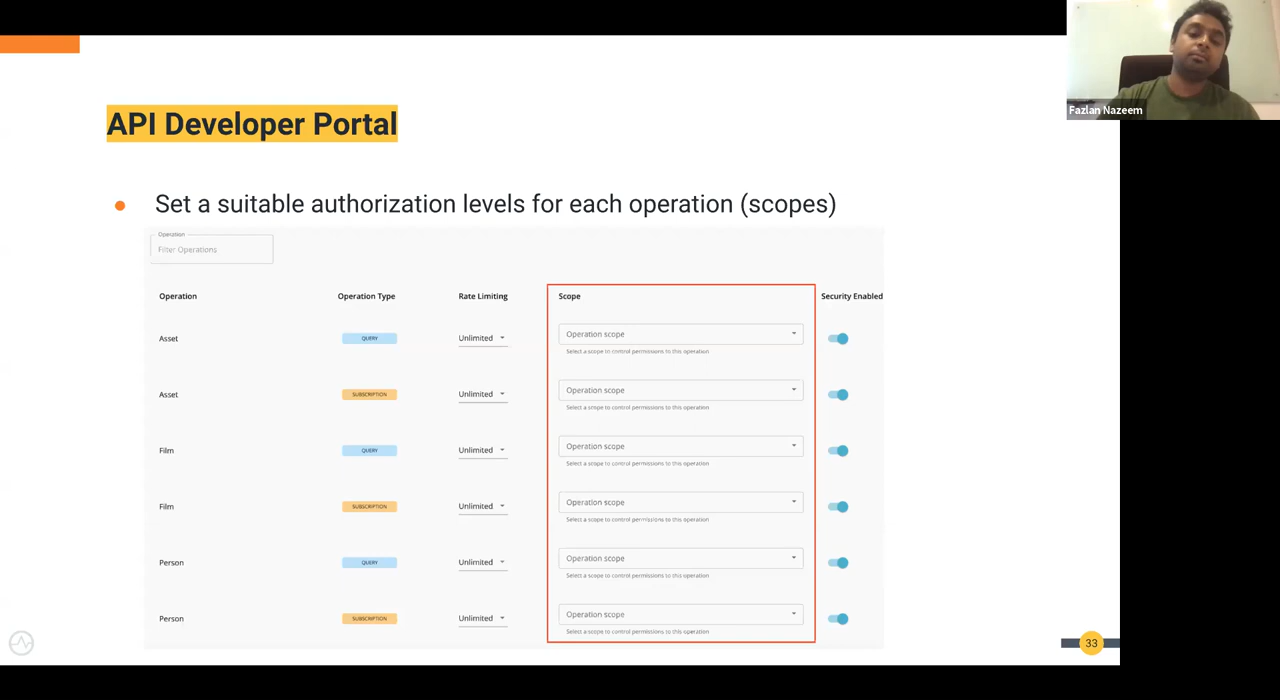 Fazlan Nazeem
API Developer Portal
Set a suitable authorization levels for each operation (scopes)
Operation
Filter Operations
Operation Operation Type Rate Limiting Scope Security Enabled
Asset QUERY Unlimited Operation scope
Select a scope to control permissions to this operation
Asset SUBSCRIPTION Unlimited Operation scope
Select a scope to control permissions to this operation
Film QUERY Unlimited Operation scope
Select a scope to control permissions to this operation
Film SUBSCRIPTION Unlimited Operation scope
Select a scope to control permissions to this operation
Person QUERY Unlimited Operation scope
Select a scope to control permissions to this operation
Person SUBSCRIPTION Unlimited Operation scope
Select a scope to control permissions to this operation
33